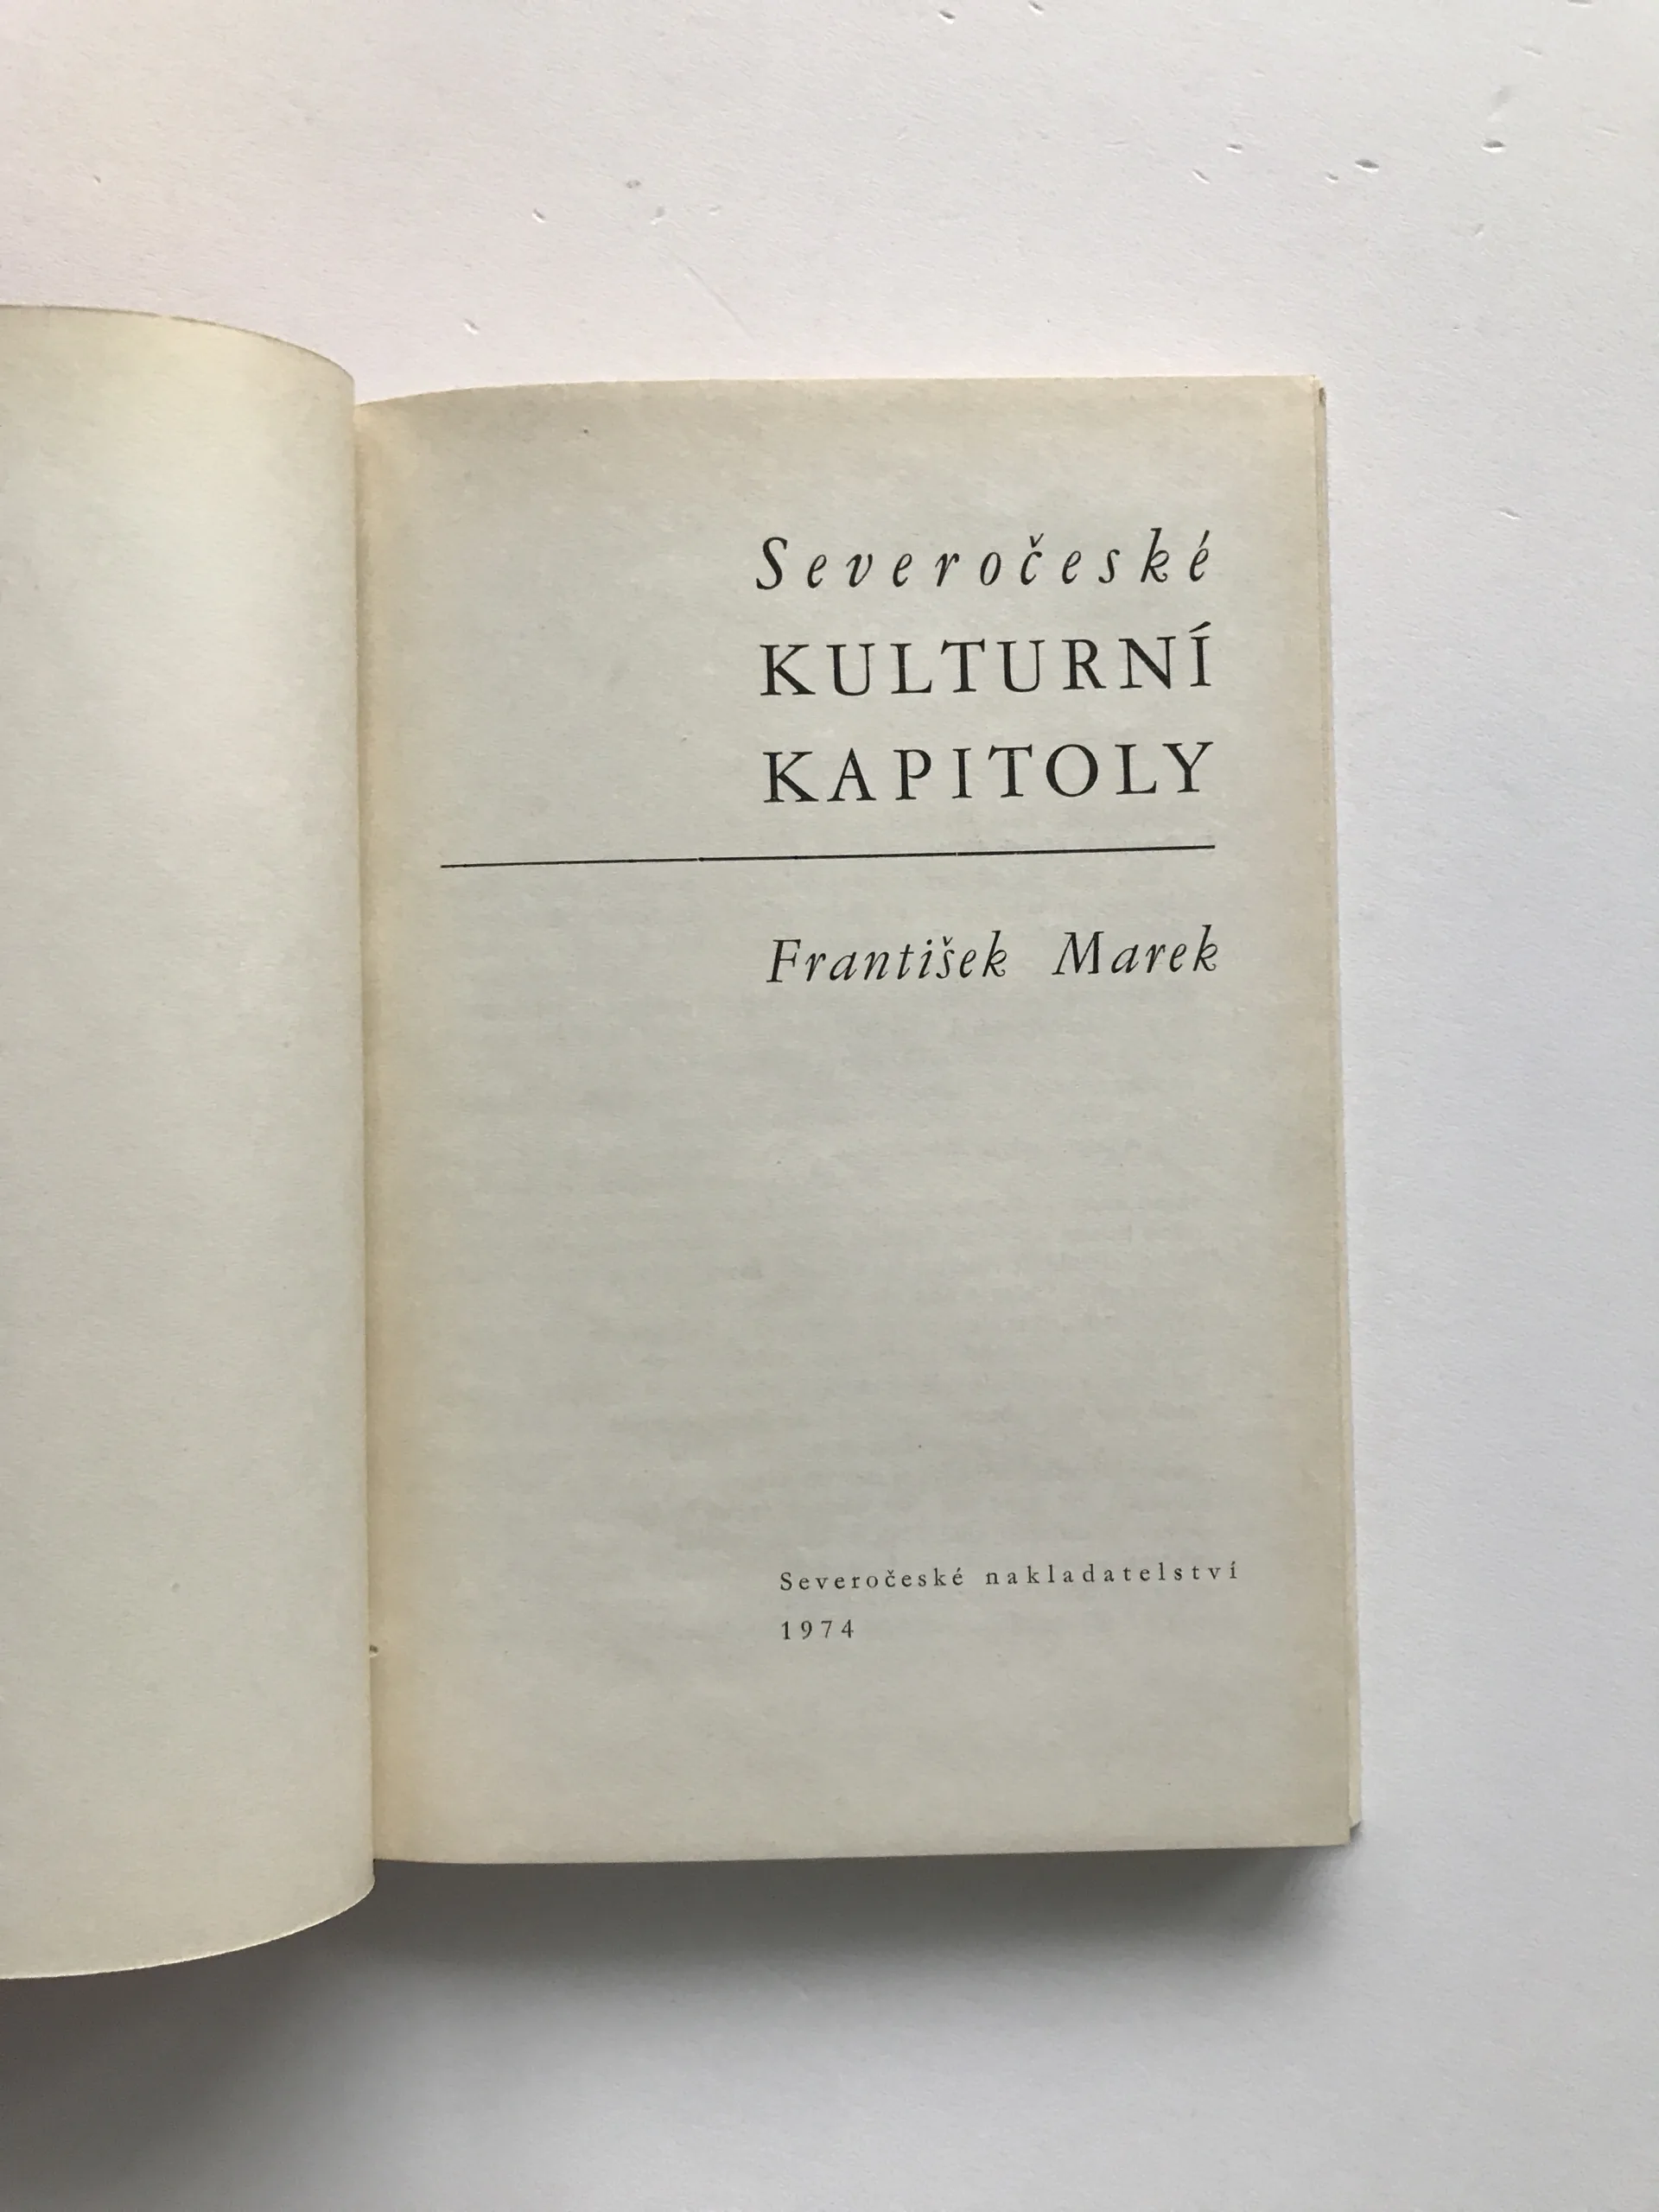 Severočeské
KULTURNÍ
KAPITOLY
František Marek
Severočeské nakladatelství
1974